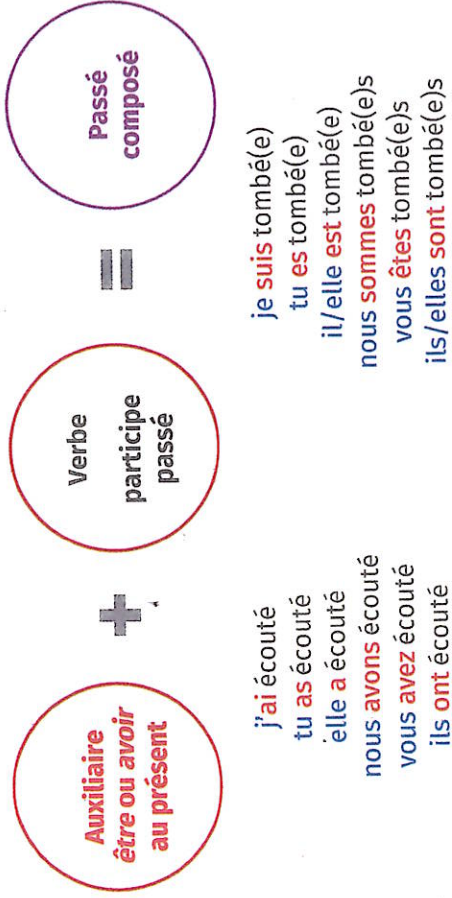 Auxiliaire
être ou avoir
au présent
+
Verbe
participe
passé
=
Passé
composé
j'ai écouté
tu as écouté
elle a écouté
nous avons écouté
vous avez écouté
ils ont écouté
je suis tombé(e)
tu es tombé(e)
il/elle est tombé(e)
nous sommes tombé(e)s
vous êtes tombé(e)s
ils/elles sont tombé(e)s